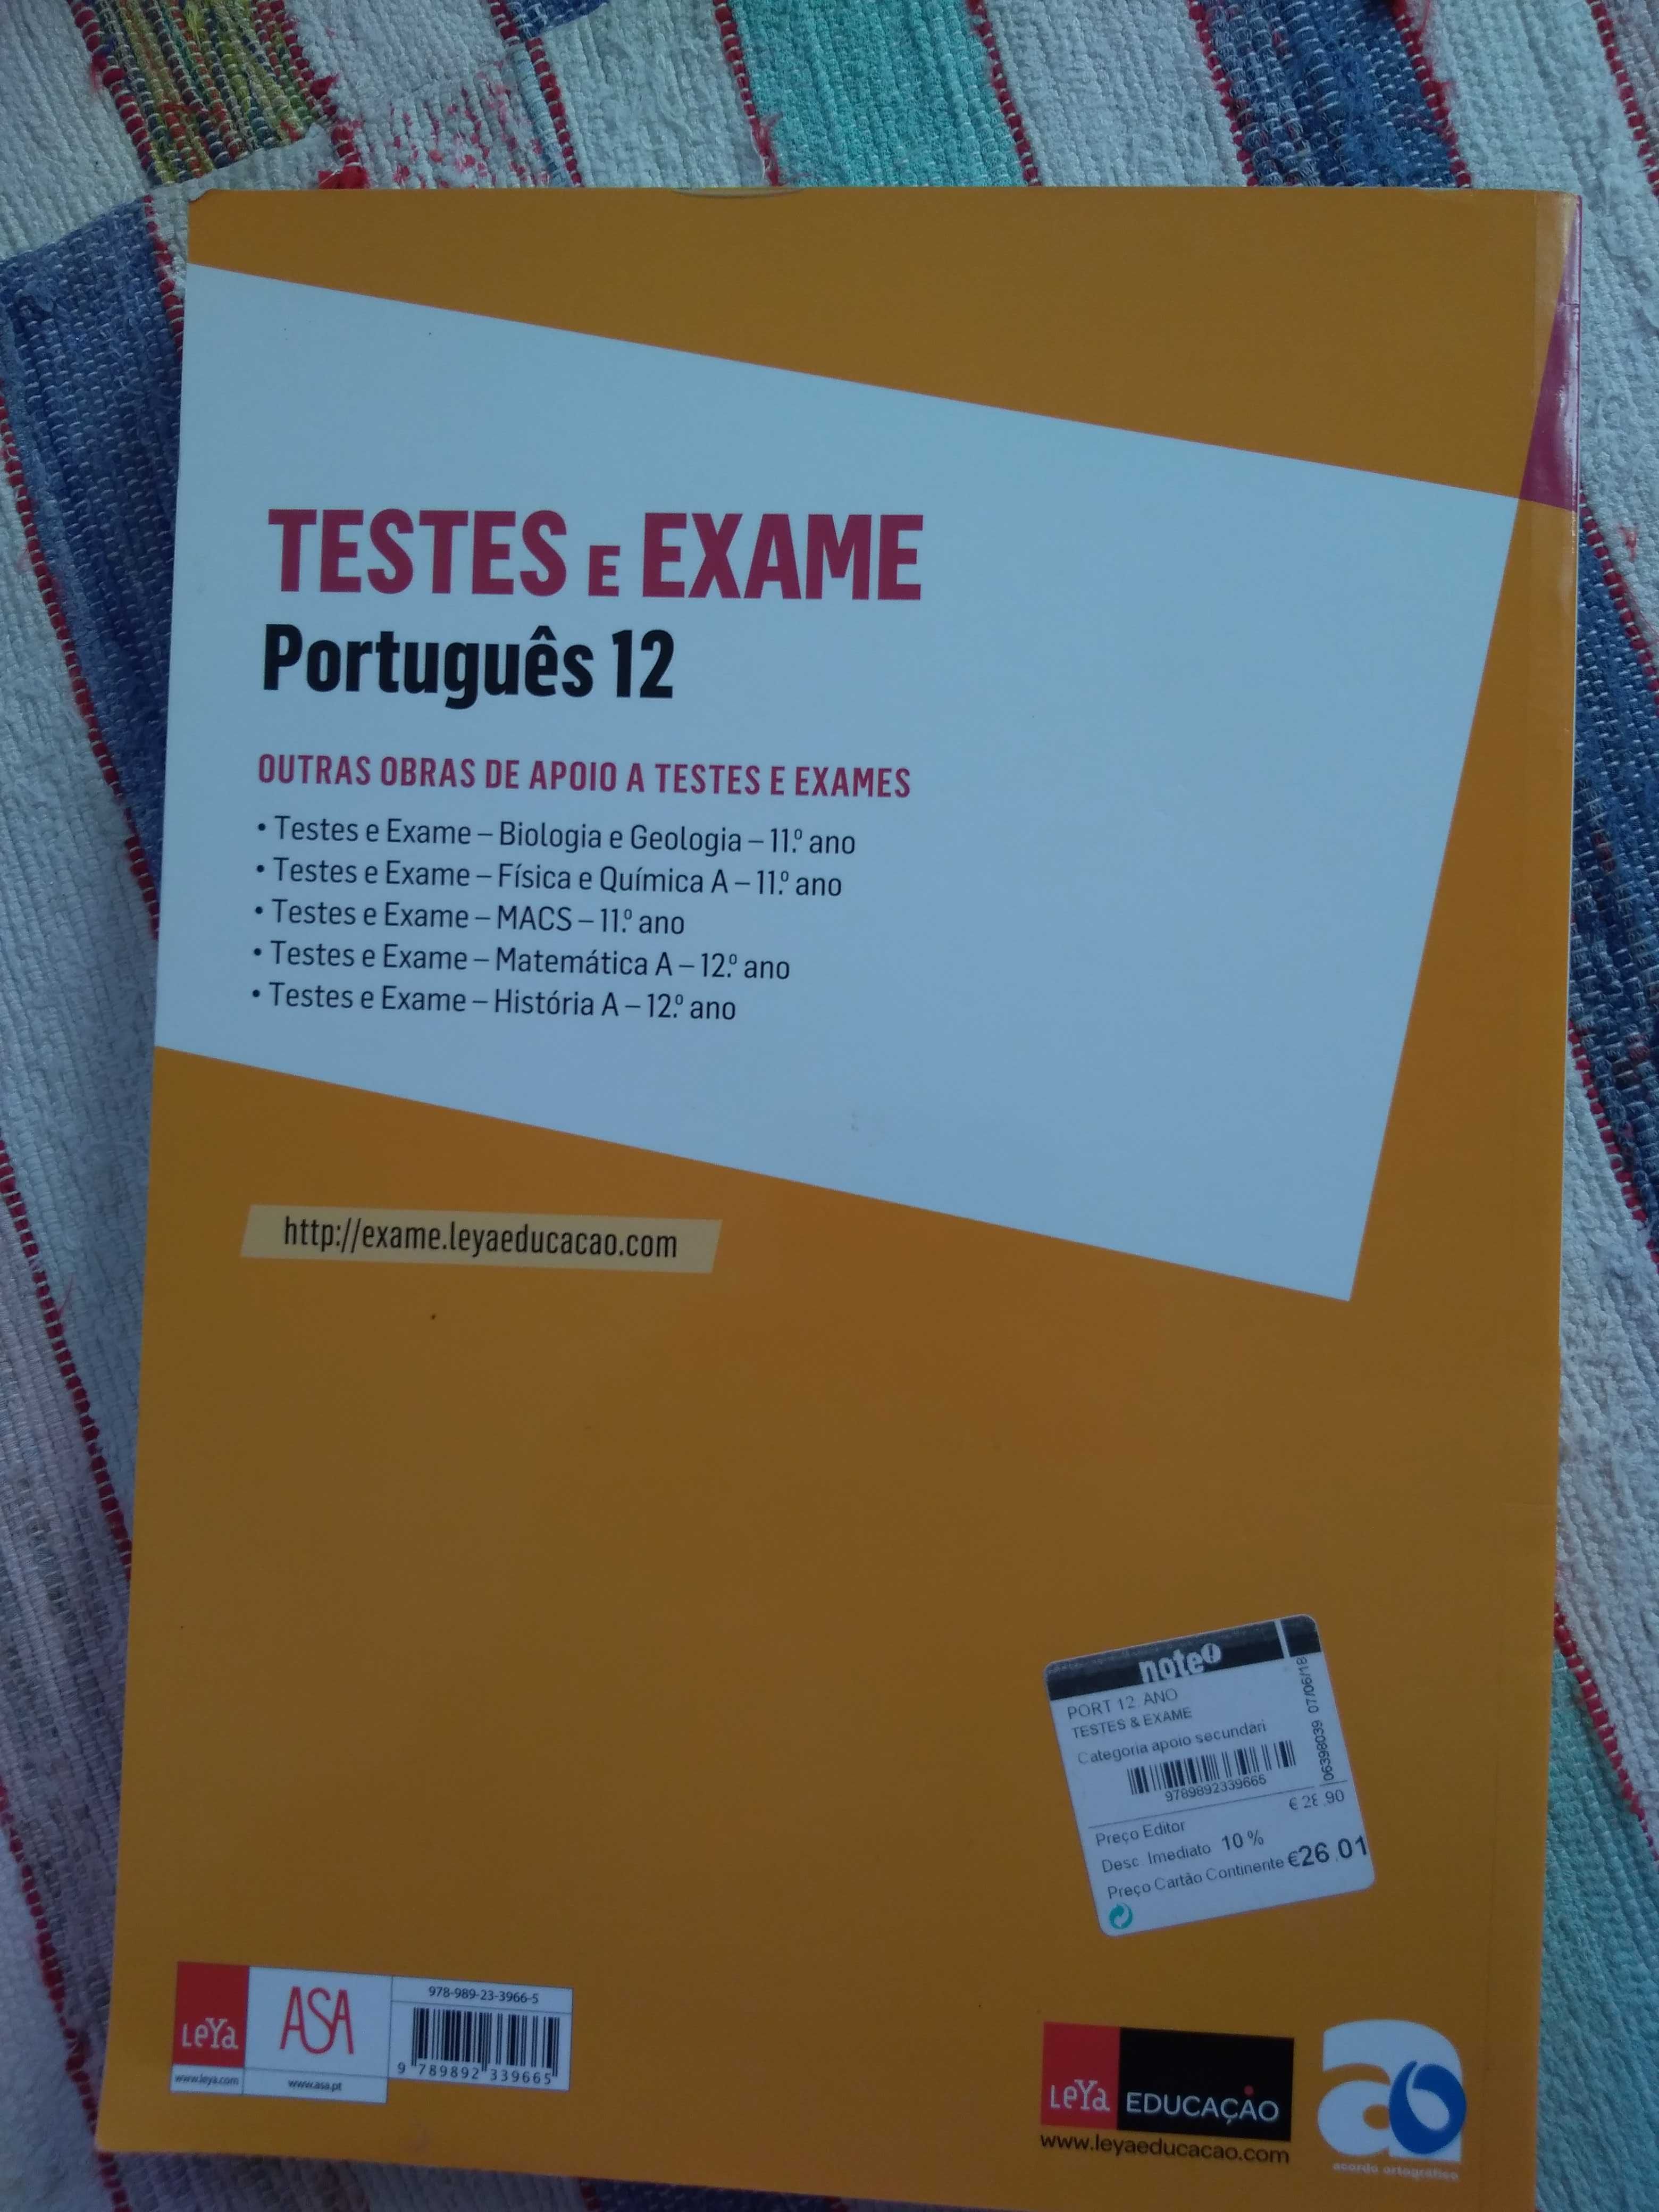 TESTES E EXAME
Português 12
OUTRAS OBRAS DE APOIO A TESTES E EXAMES
• Testes e Exame – Biologia e Geologia – 11.º ano
• Testes e Exame – Física e Química A – 11.º ano
• Testes e Exame – MACS – 11.º ano
• Testes e Exame – Matemática A – 12.º ano
• Testes e Exame – História A – 12.º ano
http://exame.leyaeducacao.com
note!
PORT 12 ANO
TESTES & EXAME
Categoria apoio secundari
9789892339665
06398039 07/06/18
€ 28.90
Preço Editor
Desc. Imediato 10 %
Preço Cartão Continente €26.01
LeYa
www.leya.com
ASA
www.asa.pt
978-989-23-3966-5
9 789892 339665
LeYa EDUCAÇÃO
www.leyaeducacao.com
acordo ortográfico